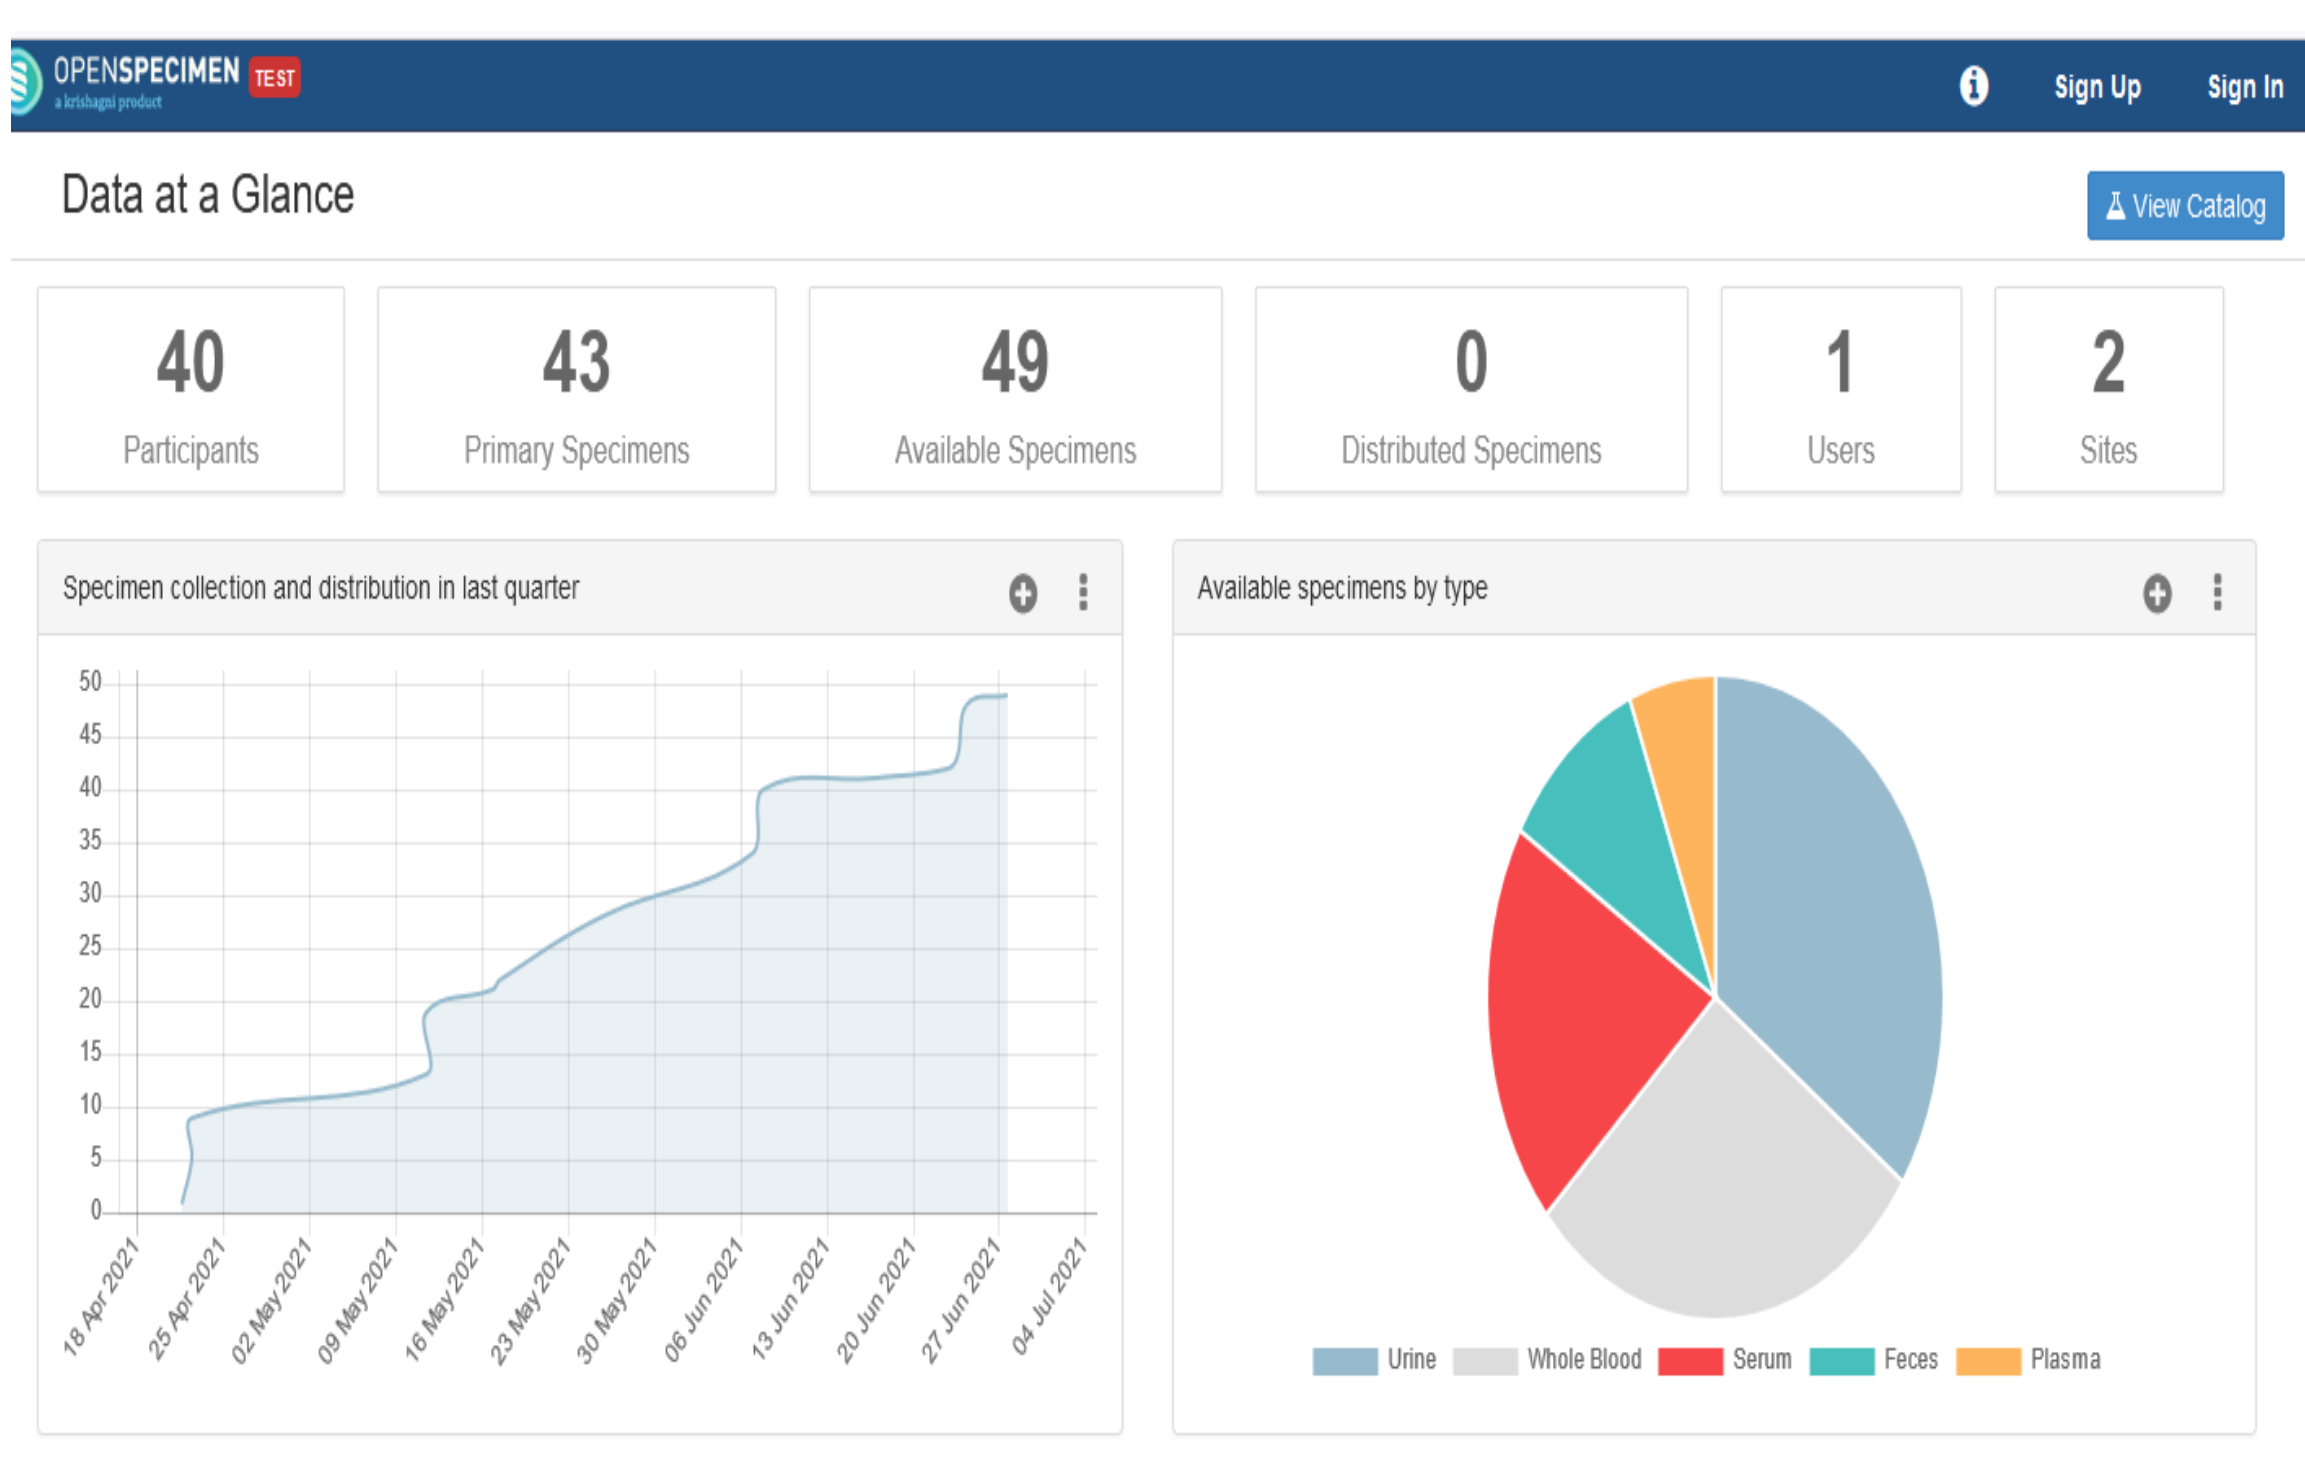 OPENSPECIMEN TEST
a krishagni product
Sign Up
Sign In
Data at a Glance
View Catalog
40
Participants
43
Primary Specimens
49
Available Specimens
0
Distributed Specimens
1
Users
2
Sites
Specimen collection and distribution in last quarter
50
45
40
35
30
25
20
15
10
5
0
18 Apr 2021
25 Apr 2021
02 May 2021
09 May 2021
16 May 2021
23 May 2021
30 May 2021
06 Jun 2021
13 Jun 2021
20 Jun 2021
27 Jun 2021
04 Jul 2021
Available specimens by type
Urine
Whole Blood
Serum
Feces
Plasma